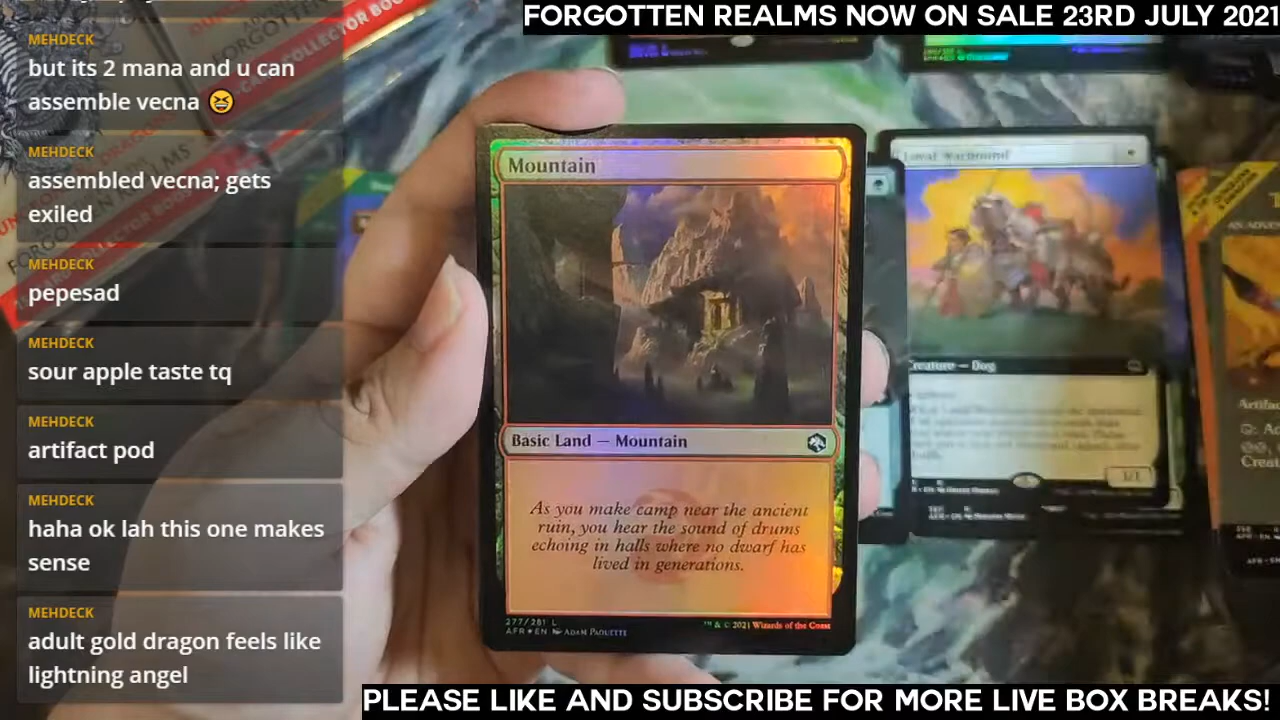 FORGOTTEN REALMS NOW ON SALE 23RD JULY 2021
MEHDECK
but its 2 mana and u can
assemble vecna 😆
MEHDECK
assembled vecna; gets
exiled
MEHDECK
pepesad
MEHDECK
sour apple taste tq
MEHDECK
artifact pod
MEHDECK
haha ok lah this one makes
sense
MEHDECK
adult gold dragon feels like
lightning angel
Mountain
Basic Land — Mountain
As you make camp near the ancient
ruin, you hear the sound of drums
echoing in halls where no dwarf has
lived in generations.
277/281 L
AFR EN ADAM PAQUETTE
™ & © 2021 Wizards of the Coast
Creature — Dog
FORGOTTEN REALMS
COLLECTOR BOOS
PLEASE LIKE AND SUBSCRIBE FOR MORE LIVE BOX BREAKS!